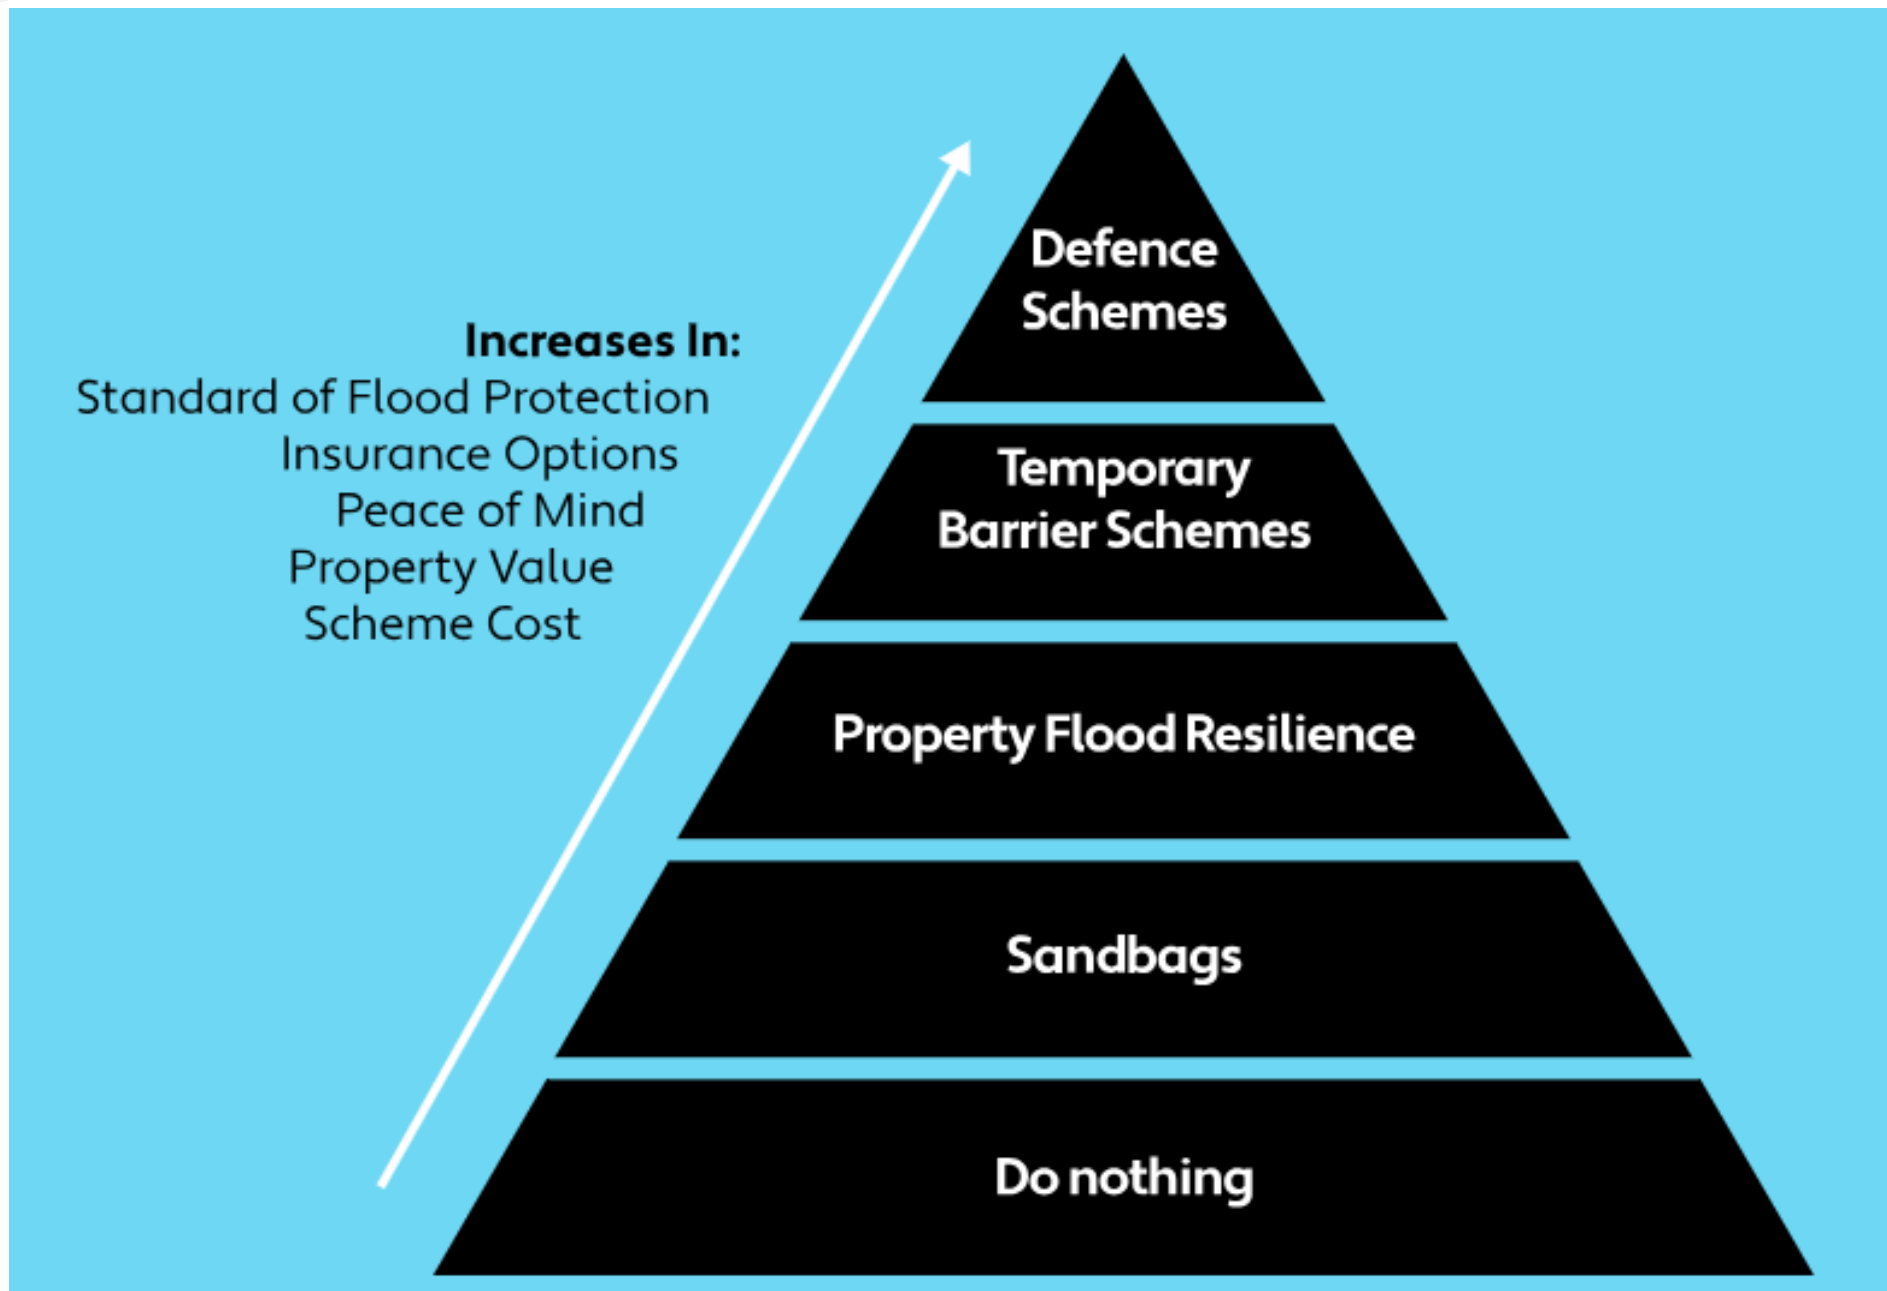 Increases In:
Standard of Flood Protection
Insurance Options
Peace of Mind
Property Value
Scheme Cost
Defence
Schemes
Temporary
Barrier Schemes
Property Flood Resilience
Sandbags
Do nothing